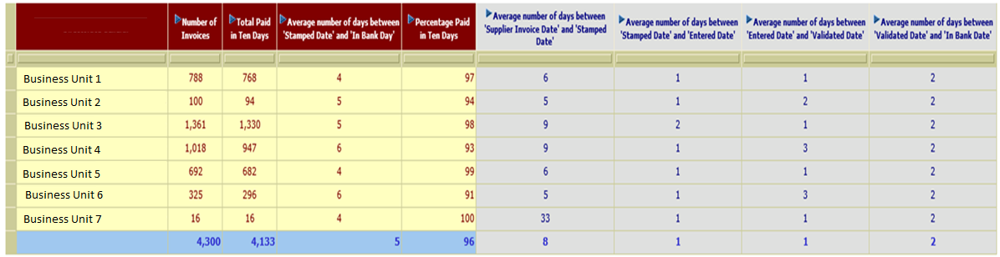 Number of Invoices | Total Paid in Ten Days | Average number of days between 'Stamped Date' and 'In Bank Day' | Percentage Paid in Ten Days | Average number of days between 'Supplier Invoice Date' and 'Stamped Date' | Average number of days between 'Stamped Date' and 'Entered Date' | Average number of days between 'Entered Date' and 'Validated Date' | Average number of days between 'Validated Date' and 'In Bank Date'
Business Unit 1 788 768 4 97 6 1 1 2
Business Unit 2 100 94 5 94 5 1 2 2
Business Unit 3 1,361 1,330 5 98 9 2 1 2
Business Unit 4 1,018 947 6 93 9 1 3 2
Business Unit 5 692 682 4 99 6 1 1 2
Business Unit 6 325 296 6 91 5 1 3 2
Business Unit 7 16 16 4 100 33 1 1 2
4,300 4,133 5 96 8 1 1 2